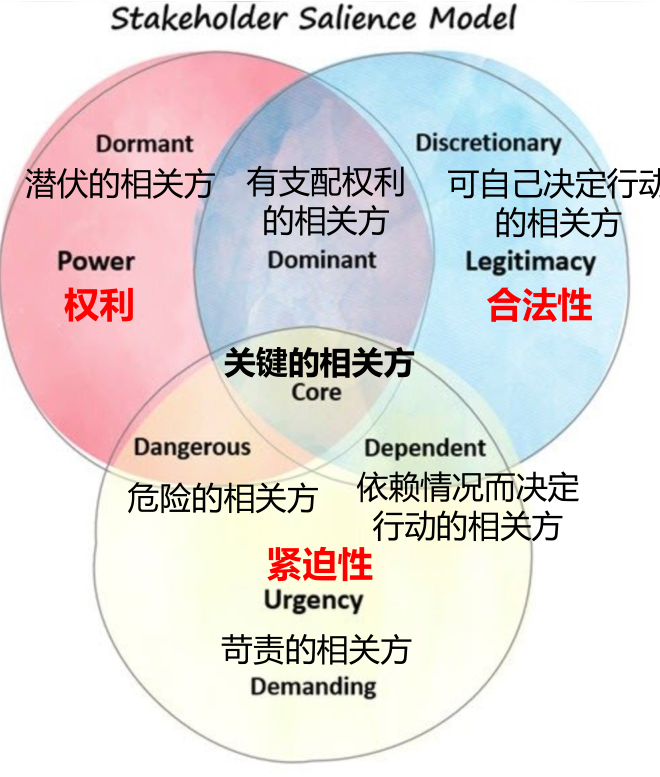 Stakeholder Salience Model
Dormant
潜伏的相关方
有支配权利
的相关方
Dominant
Discretionary
可自己决定行动
的相关方
Power
权利
Legitimacy
合法性
关键的相关方
Core
Dangerous
危险的相关方
Dependent
依赖情况而决定
行动的相关方
紧迫性
Urgency
苛责的相关方
Demanding